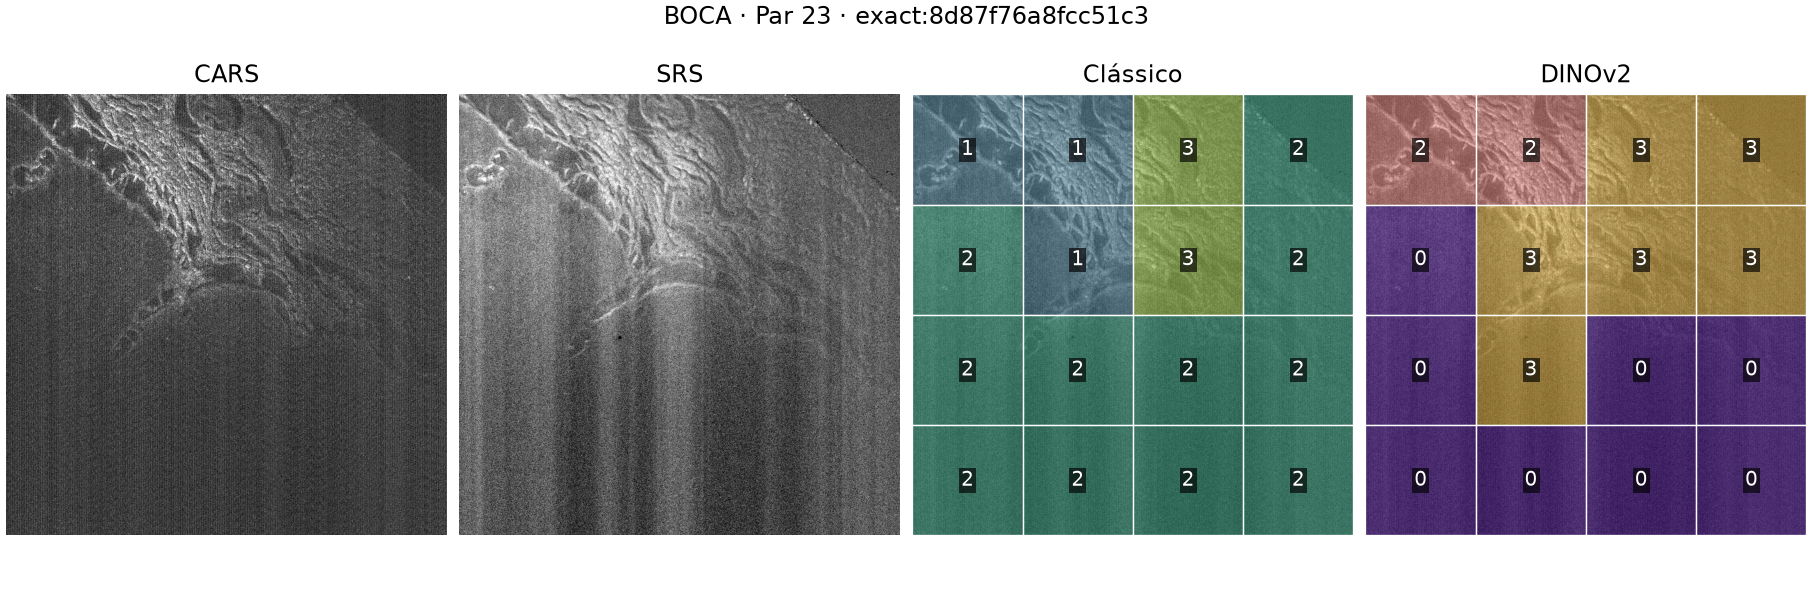 BOCA · Par 23 · exact:8d87f76a8fcc51c3
CARS SRS Clássico DINOv2
1 1 3 2 2 2 3 3
2 1 3 2 0 3 3 3
2 2 2 2 0 3 0 0
2 2 2 2 0 0 0 0